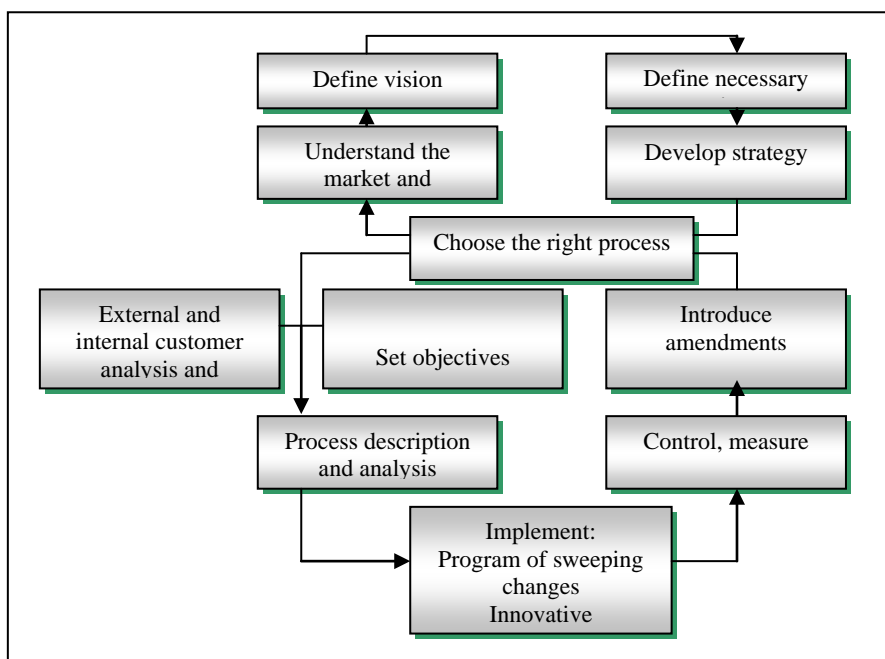 Define vision
Define necessary
Understand the
market and
Develop strategy
Choose the right process
External and
internal customer
analysis and
Set objectives
Introduce
amendments
Process description
and analysis
Control, measure
Implement:
Program of sweeping
changes
Innovative